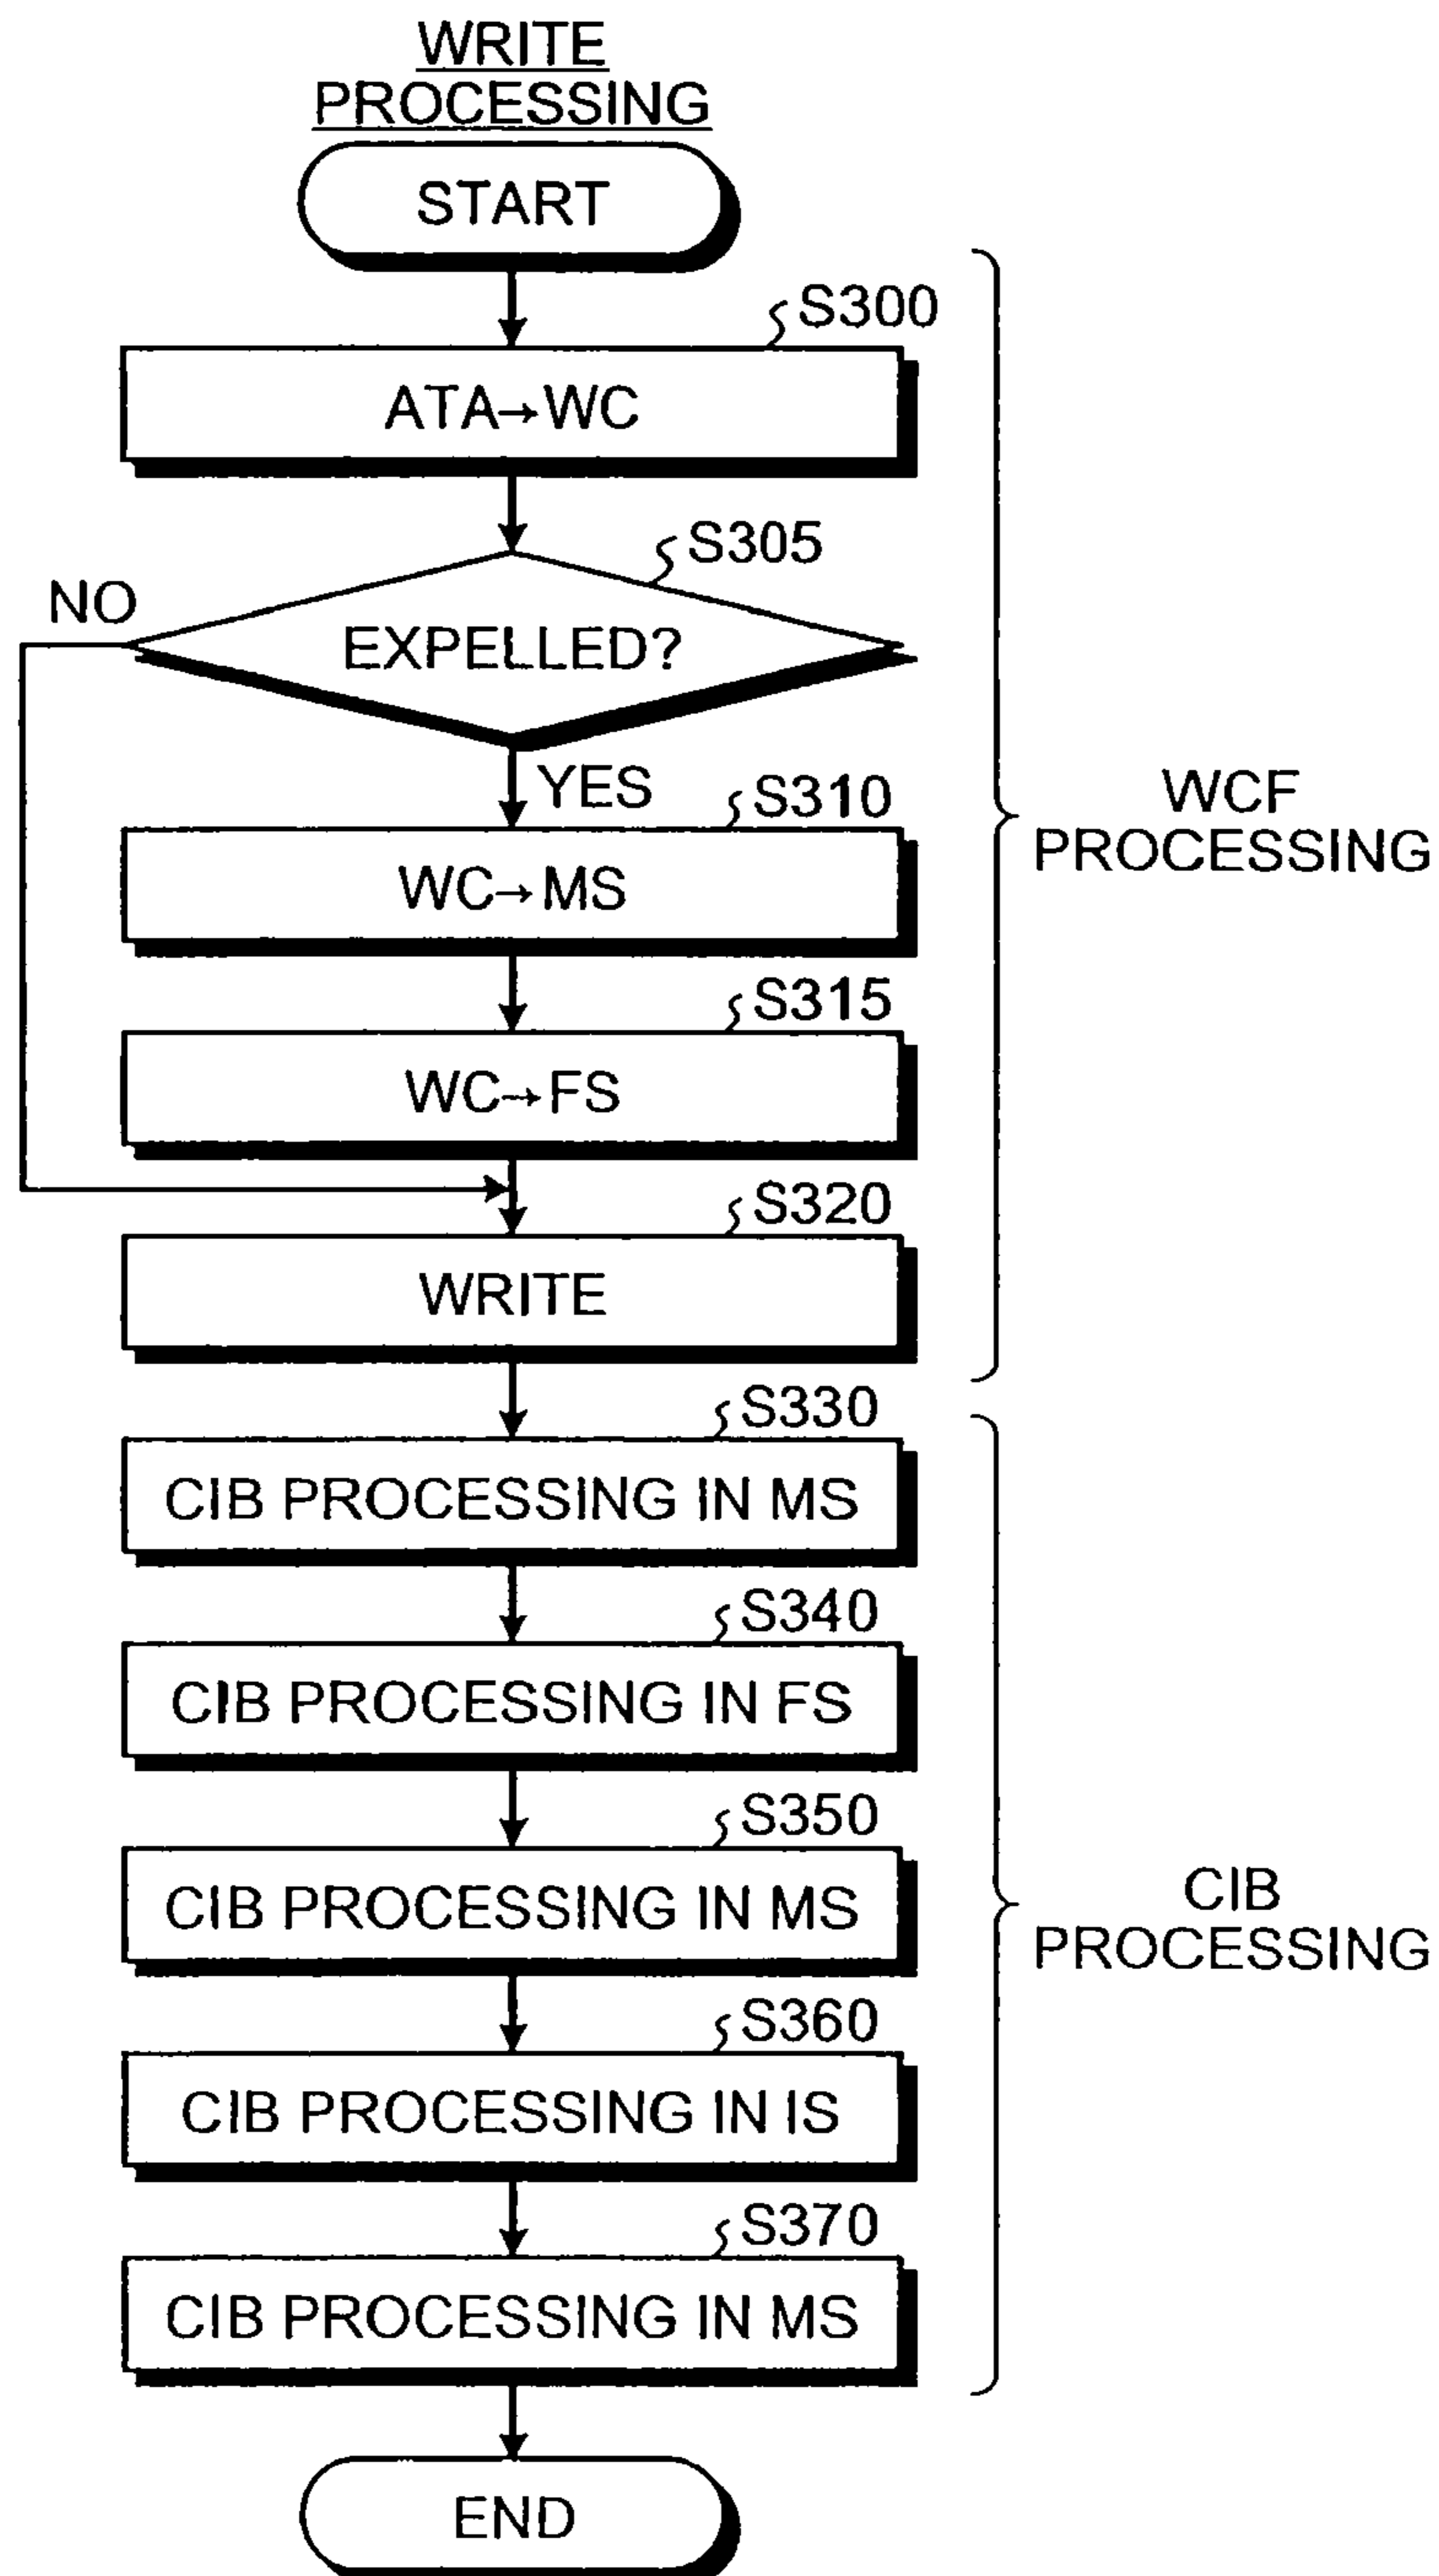 WRITE
PROCESSING
START
S300
ATA→WC
S305
NO
EXPELLED?
YES
S310
WC→MS
S315
WC→FS
S320
WRITE
WCF
PROCESSING
S330
CIB PROCESSING IN MS
S340
CIB PROCESSING IN FS
S350
CIB PROCESSING IN MS
S360
CIB PROCESSING IN IS
S370
CIB PROCESSING IN MS
CIB
PROCESSING
END